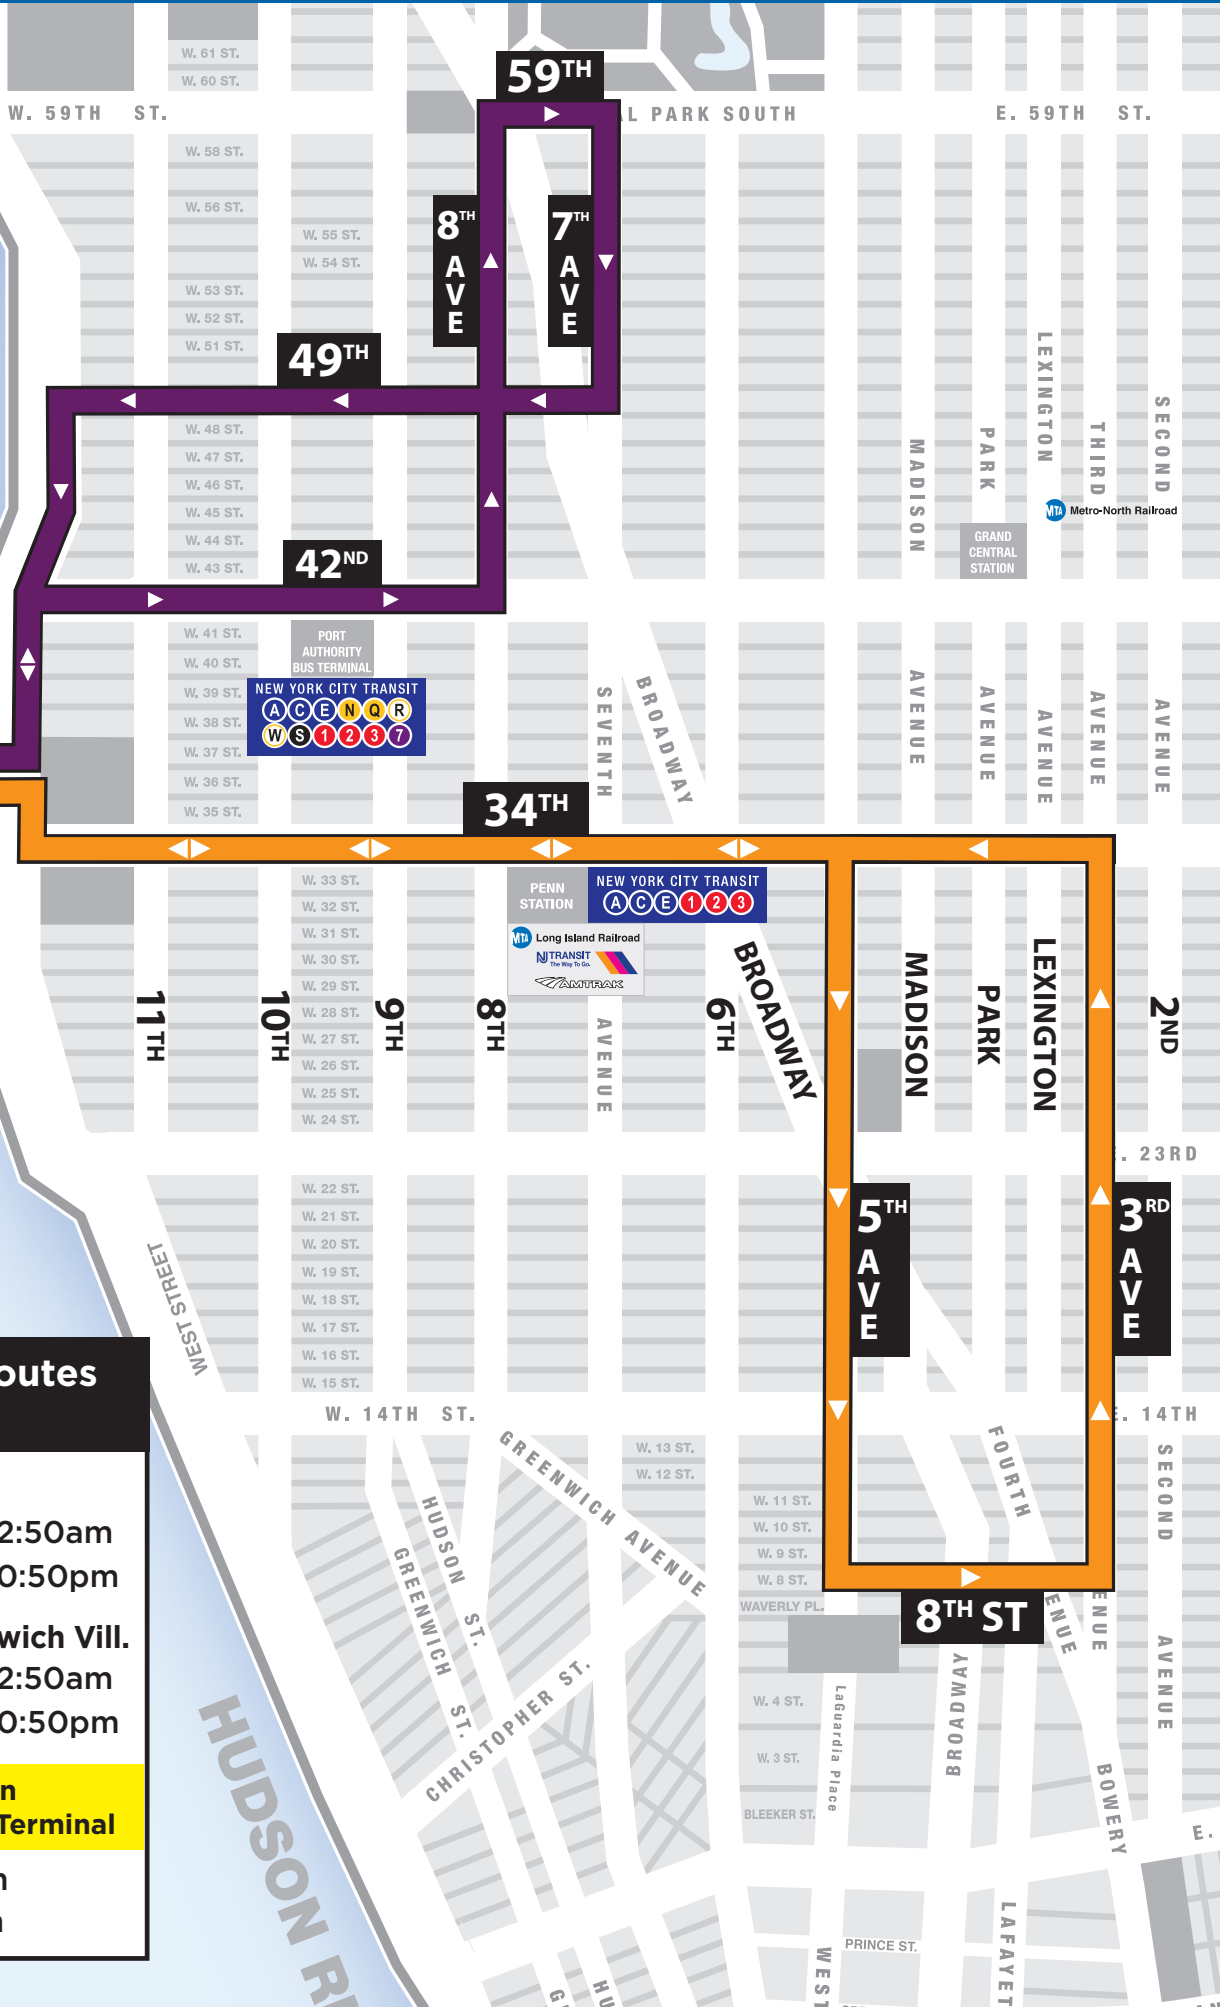 W. 61 ST.
W. 60 ST.
59TH
W. 59TH ST.
AL PARK SOUTH
E. 59TH ST.
W. 58 ST.
W. 56 ST.
W. 55 ST.
W. 54 ST.
W. 53 ST.
W. 52 ST.
W. 51 ST.
8TH AVE
7TH AVE
49TH
W. 48 ST.
W. 47 ST.
W. 46 ST.
W. 45 ST.
W. 44 ST.
W. 43 ST.
MADISON
PARK
LEXINGTON
THIRD
SECOND
MTA Metro-North Railroad
GRAND
CENTRAL
STATION
42ND
W. 41 ST.
W. 40 ST.
W. 39 ST.
W. 38 ST.
W. 37 ST.
W. 36 ST.
W. 35 ST.
PORT
AUTHORITY
BUS TERMINAL
NEW YORK CITY TRANSIT
A C E N Q R
W S 1 2 3 7
SEVENTH
BROADWAY
AVENUE
AVENUE
AVENUE
AVENUE
AVENUE
34TH
W. 33 ST.
W. 32 ST.
W. 31 ST.
W. 30 ST.
W. 29 ST.
W. 28 ST.
W. 27 ST.
W. 26 ST.
W. 25 ST.
W. 24 ST.
PENN
STATION
NEW YORK CITY TRANSIT
A C E 1 2 3
MTA Long Island Railroad
NJ TRANSIT
The Way To Go.
AMTRAK
11TH
10TH
9TH
8TH
AVENUE
6TH
BROADWAY
MADISON
PARK
LEXINGTON
2ND
E. 23RD
W. 22 ST.
W. 21 ST.
W. 20 ST.
W. 19 ST.
W. 18 ST.
W. 17 ST.
W. 16 ST.
W. 15 ST.
5TH AVE
3RD AVE
WEST STREET
W. 14TH ST.
E. 14TH
W. 13 ST.
W. 12 ST.
W. 11 ST.
W. 10 ST.
W. 9 ST.
W. 8 ST.
WAVERLY PL.
GREENWICH AVENUE
HUDSON ST.
GREENWICH ST.
CHRISTOPHER ST.
FOURTH
ENUE
ENUE
SECOND
AVENUE
8TH ST
W. 4 ST.
W. 3 ST.
BLEEKER ST.
LaGuardia Place
BROADWAY
BOWERY
E.
LAFAYET
PRINCE ST.
WEST
HU
G
HUDSON RI
outes
2:50am
0:50pm
wich Vill.
2:50am
0:50pm
n
Terminal